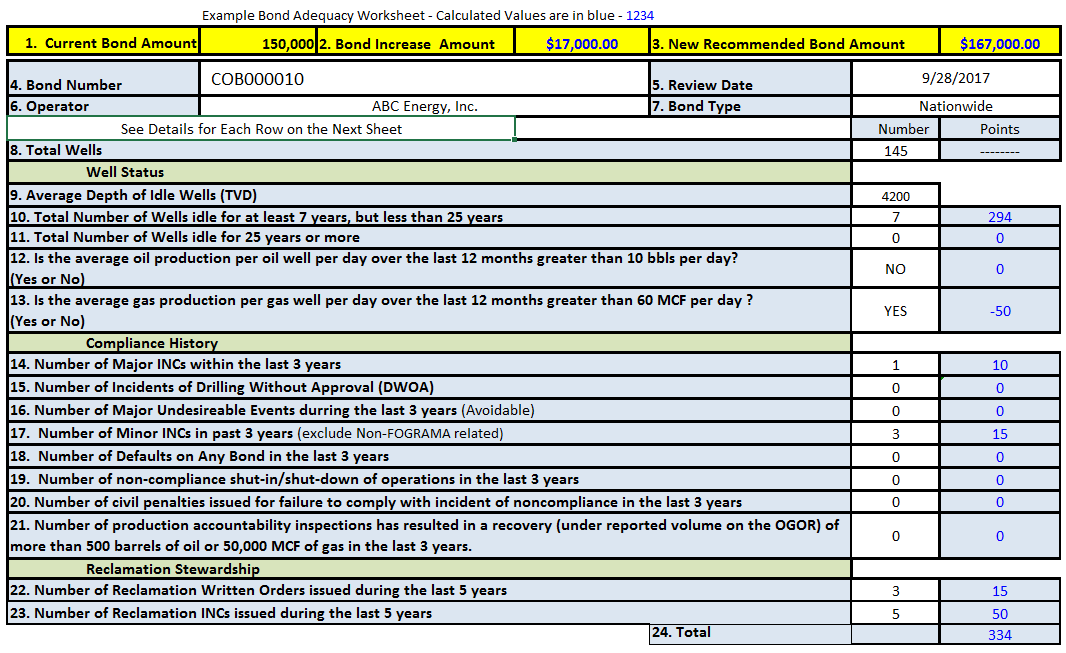 Example Bond Adequacy Worksheet - Calculated Values are in blue - 1234
1. Current Bond Amount 150,000 2. Bond Increase Amount $17,000.00 3. New Recommended Bond Amount $167,000.00
4. Bond Number COB000010 5. Review Date 9/28/2017
6. Operator ABC Energy, Inc. 7. Bond Type Nationwide
See Details for Each Row on the Next Sheet Number Points
8. Total Wells 145 --------
Well Status
9. Average Depth of Idle Wells (TVD) 4200
10. Total Number of Wells idle for at least 7 years, but less than 25 years 7 294
11. Total Number of Wells idle for 25 years or more 0 0
12. Is the average oil production per oil well per day over the last 12 months greater than 10 bbls per day?
(Yes or No) NO 0
13. Is the average gas production per gas well per day over the last 12 months greater than 60 MCF per day ?
(Yes or No) YES -50
Compliance History
14. Number of Major INCs within the last 3 years 1 10
15. Number of Incidents of Drilling Without Approval (DWOA) 0 0
16. Number of Major Undesireable Events durring the last 3 years (Avoidable) 0 0
17. Number of Minor INCs in past 3 years (exclude Non-FOGRAMA related) 3 15
18. Number of Defaults on Any Bond in the last 3 years 0 0
19. Number of non-compliance shut-in/shut-down of operations in the last 3 years 0 0
20. Number of civil penalties issued for failure to comply with incident of noncompliance in the last 3 years 0 0
21. Number of production accountability inspections has resulted in a recovery (under reported volume on the OGOR) of
more than 500 barrels of oil or 50,000 MCF of gas in the last 3 years. 0 0
Reclamation Stewardship
22. Number of Reclamation Written Orders issued during the last 5 years 3 15
23. Number of Reclamation INCs issued during the last 5 years 5 50
24. Total 334